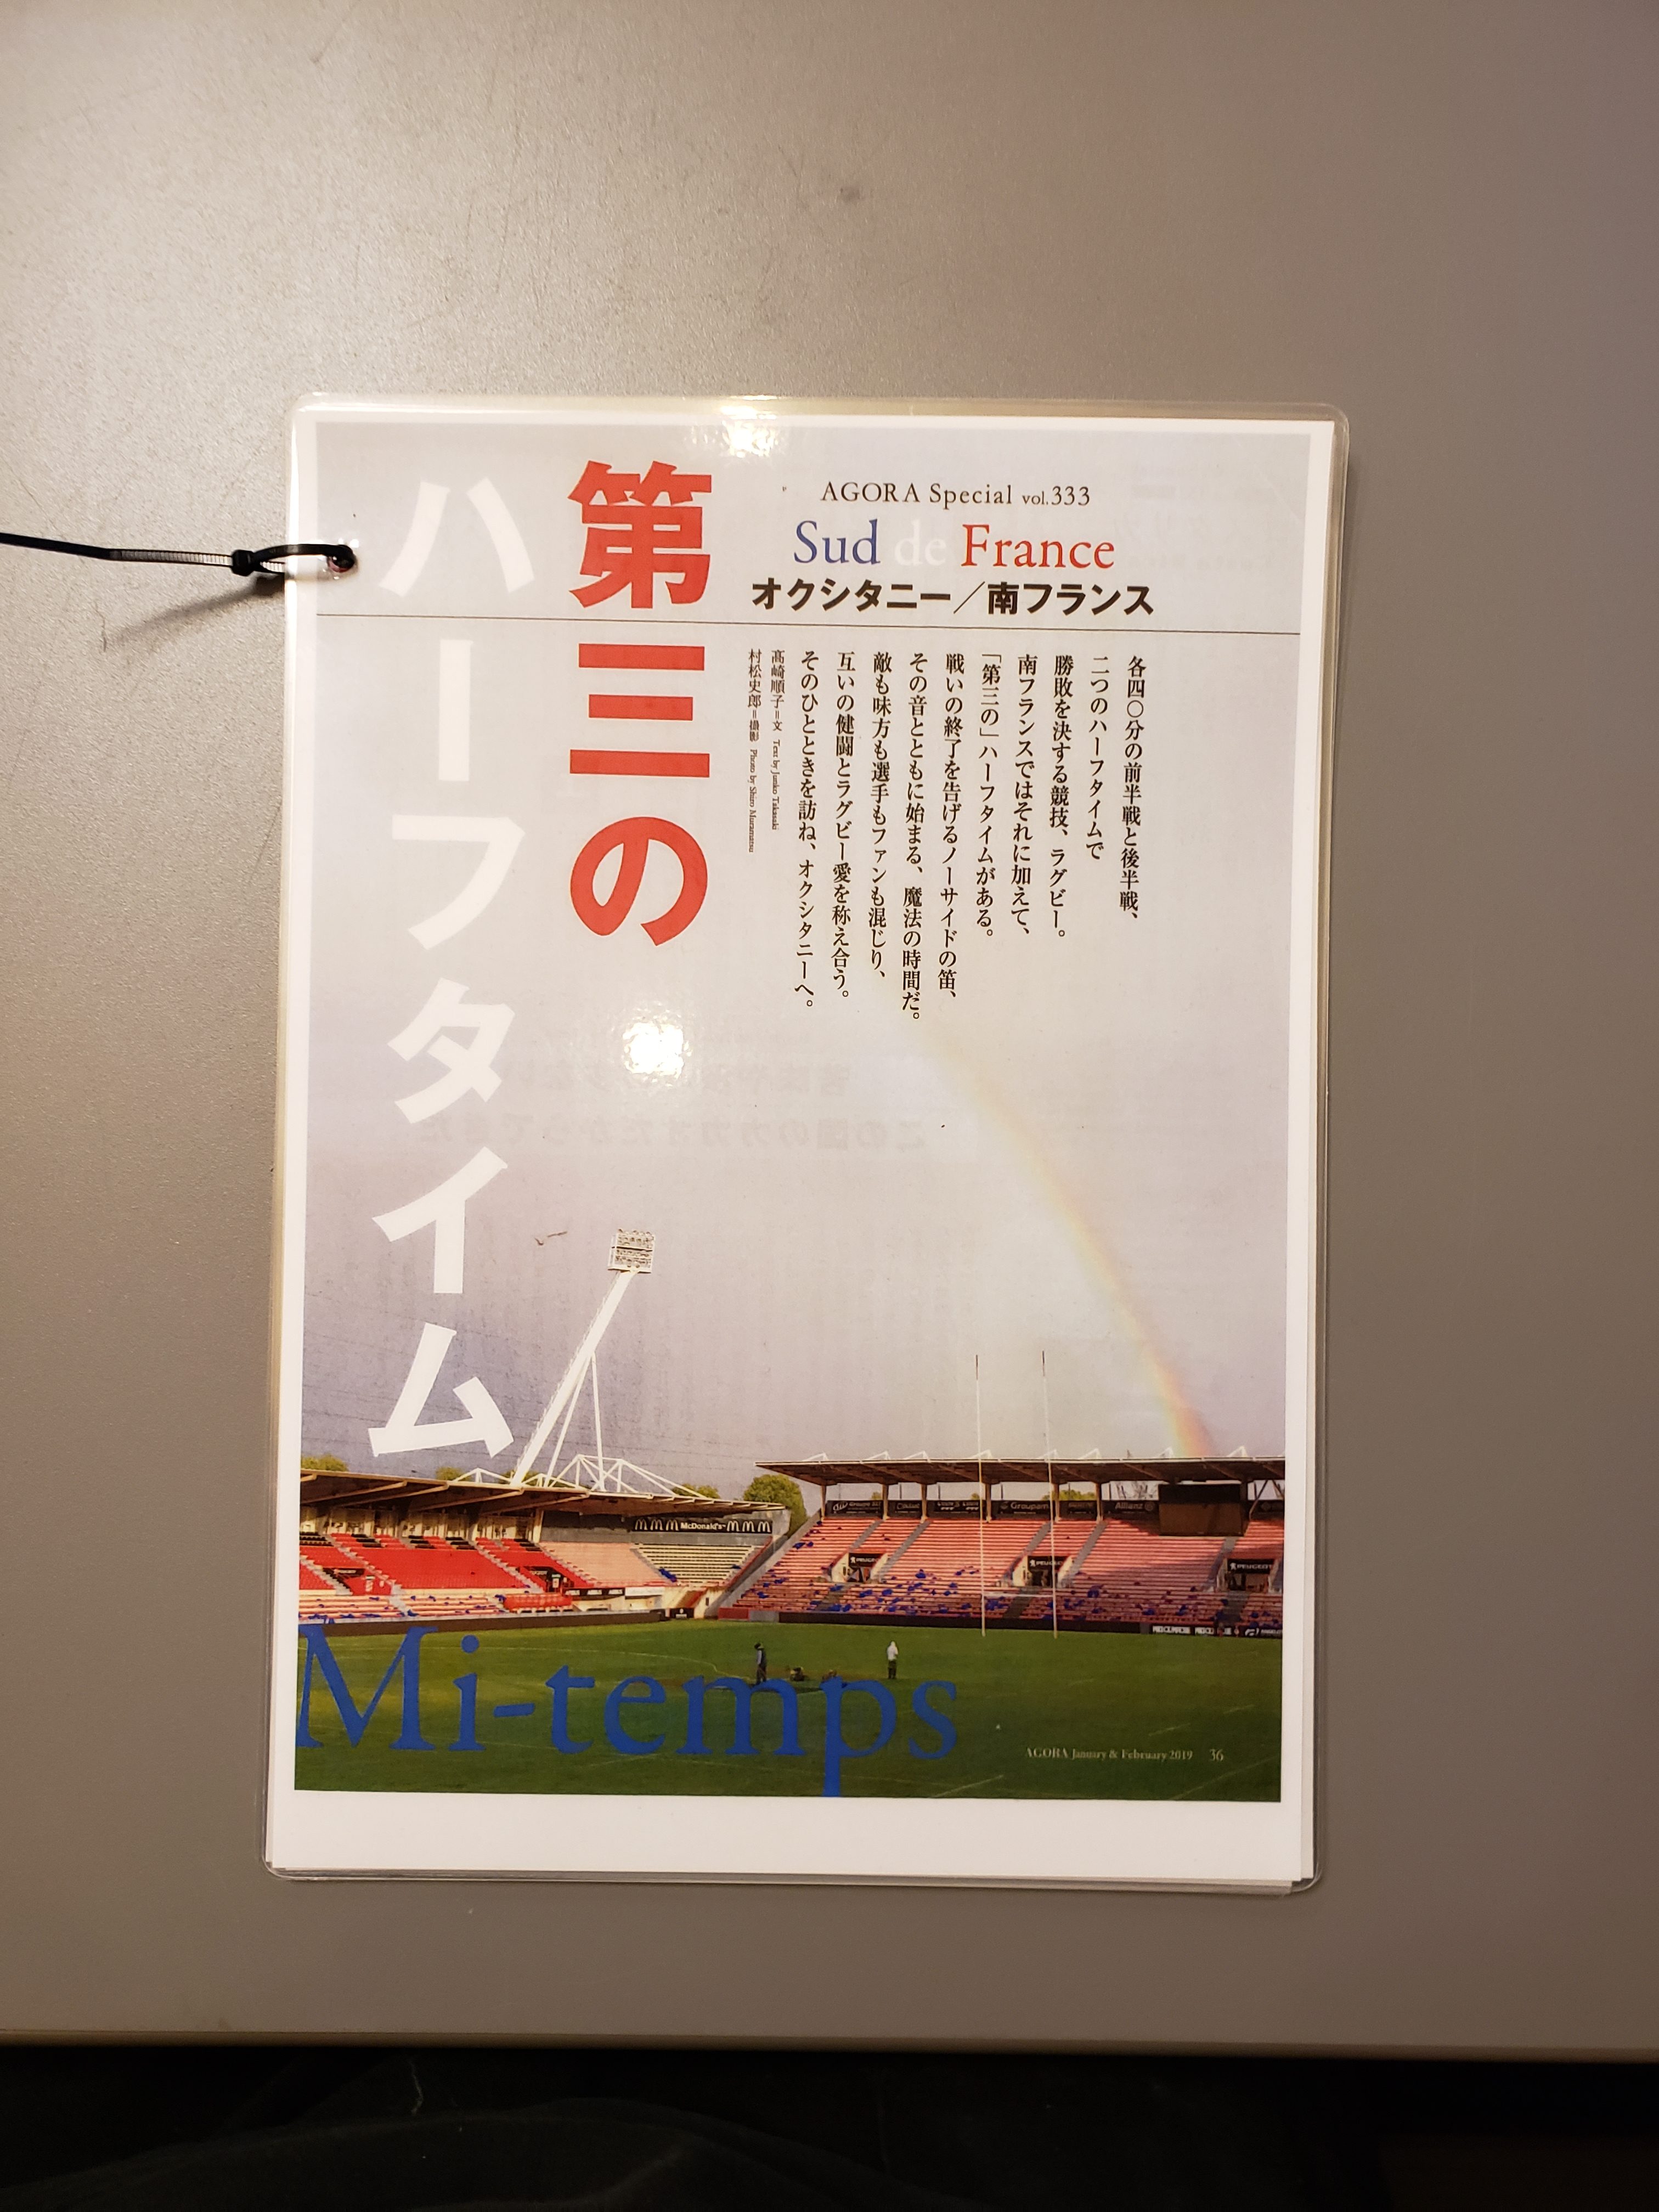 AGORA Special vol.333
Sud de France
オクシタニー／南フランス
第三の
ハーフタイム
各四〇分の前半戦と後半戦、
二つのハーフタイムで
勝敗を決する競技、ラグビー。
南フランスではそれに加えて、
「第三の」ハーフタイムがある。
戦いの終了を告げるノーサイドの笛、
その音とともに始まる、魔法の時間だ。
敵も味方も選手もファンも混じり、
互いの健闘とラグビー愛を称え合う。
そのひとときを訪ね、オクシタニーへ。
髙崎順子＝文 Text by Junko Takasaki
村松史郎＝撮影 Photo by Shiro Muramatsu
McDonald's
Groupama
Allianz
PEUGEOT
PEUGEOT
PEUGEOT
Mi-temps
AGORA January & February 2019 36